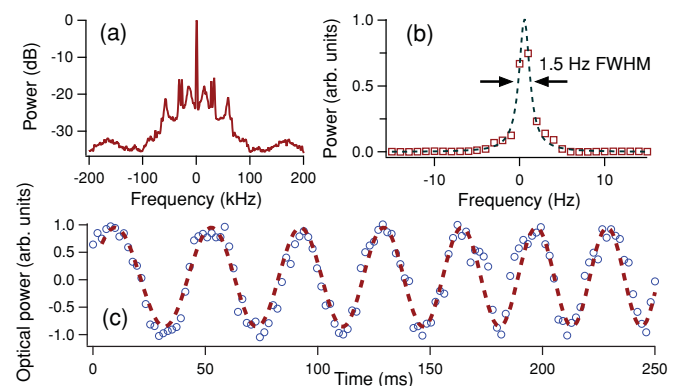 (a)
Power (dB)
0
-10
-20
-30
-200
-100
0
100
200
Frequency (kHz)
(b)
Power (arb. units)
1.0
0.5
0.0
1.5 Hz FWHM
-10
0
10
Frequency (Hz)
Optical power (arb. units)
1.0
0.5
0.0
-0.5
-1.0
(c)
0
50
100
150
200
250
Time (ms)